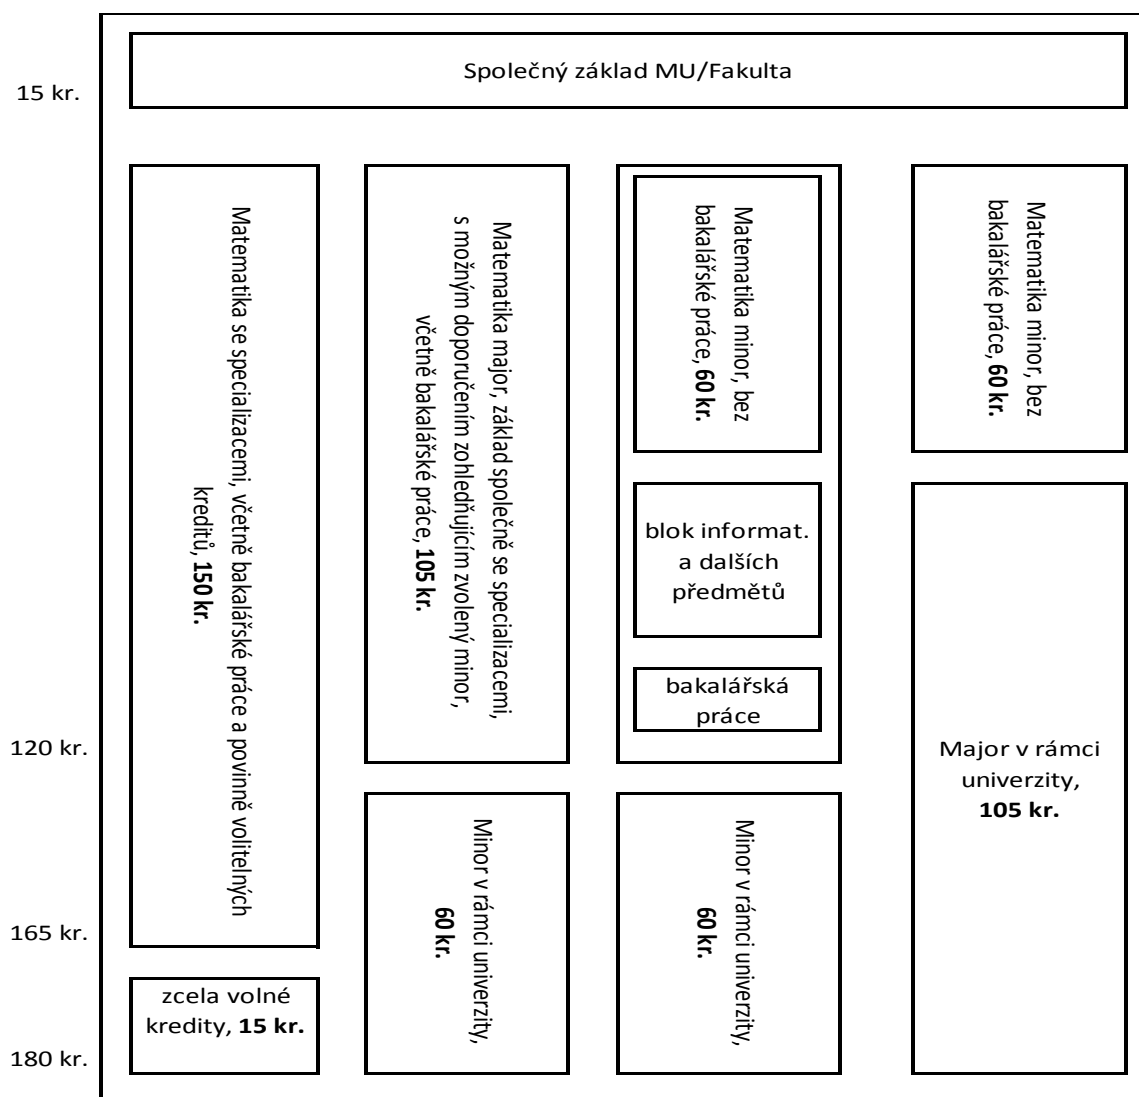 Společný základ MU/Fakulta
15 kr.
Matematika se specializacemi, včetně bakalářské práce a povinně volitelných
kreditů, 150 kr.
Matematika major, základ společně se specializacemi,
s možným doporučením zohledňujícím zvolený minor,
včetně bakalářské práce, 105 kr.
Matematika minor, bez
bakalářské práce, 60 kr.
Matematika minor, bez
bakalářské práce, 60 kr.
blok informat.
a dalších
předmětů
bakalářská
práce
120 kr.
Major v rámci
univerzity,
105 kr.
Minor v rámci univerzity,
60 kr.
Minor v rámci univerzity,
60 kr.
165 kr.
zcela volné
kredity, 15 kr.
180 kr.